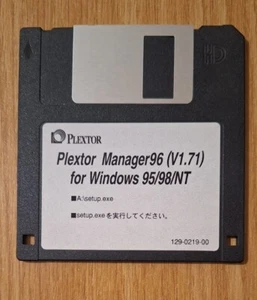 HD
PLEXTOR
Plextor Manager96 (V1.71)
for Windows 95/98/NT
■A:\setup.exe
■setup.exeを実行してください。
129-0219-00